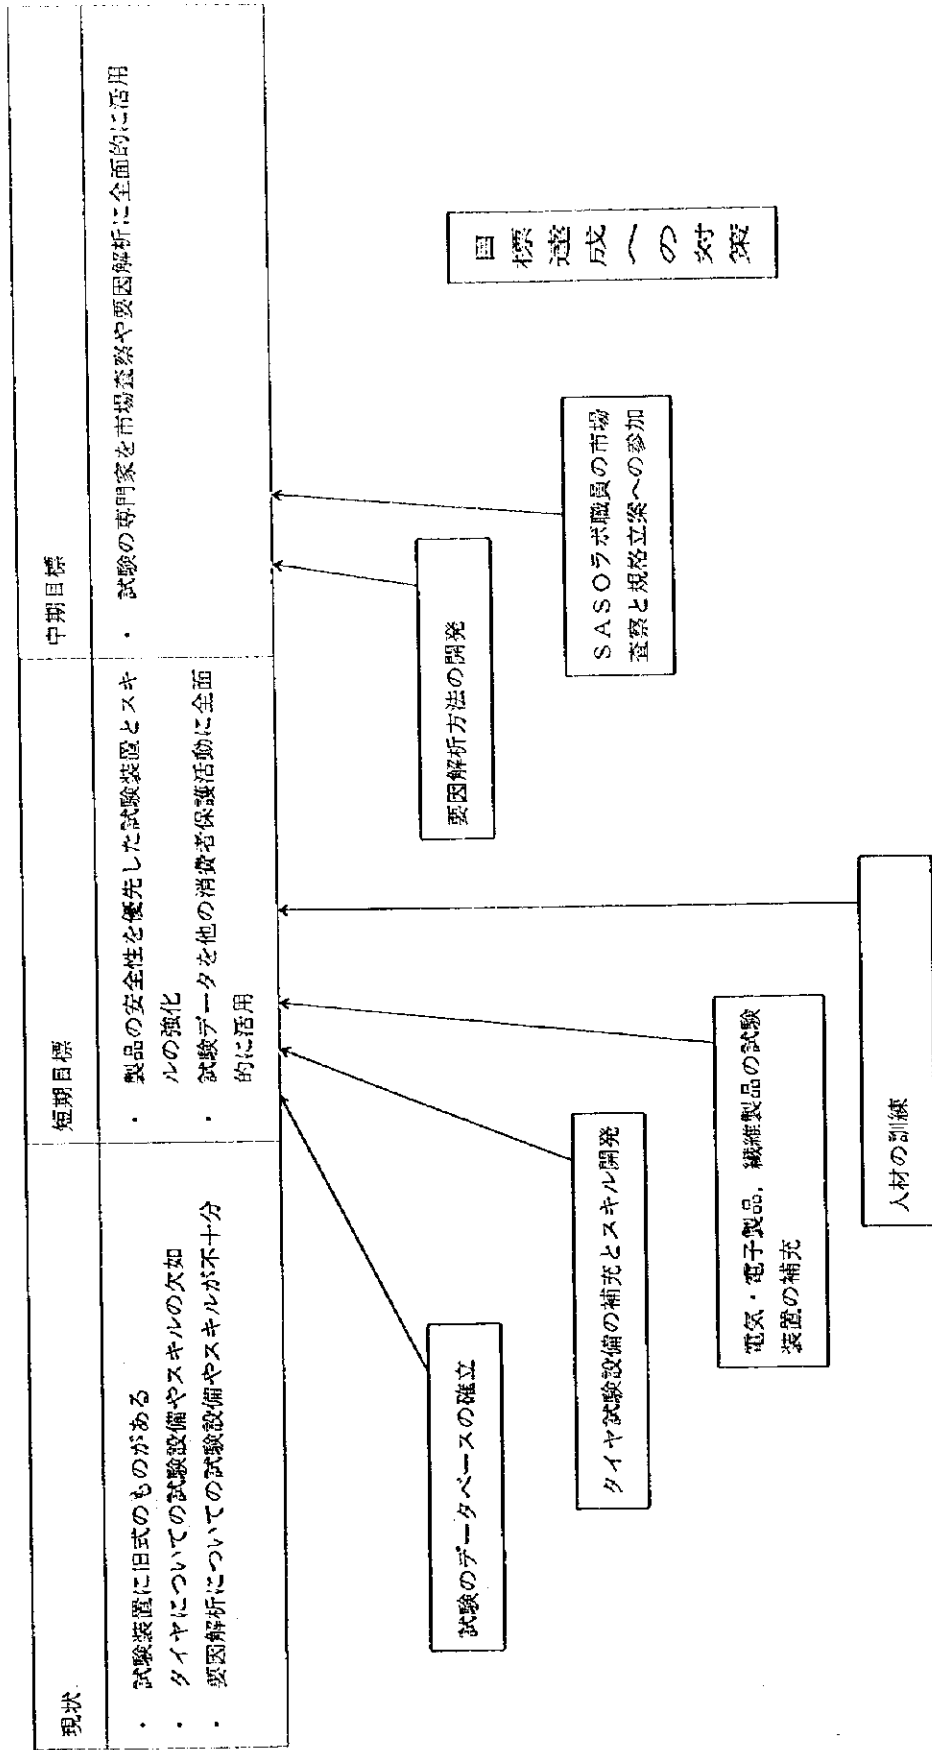 現状
・ 試験装置に旧式のものがある
・ タイヤについての試験設備やスキルの欠如
・ 要因解析についての試験設備やスキルが不十分
短期目標
・ 製品の安全性を優先した試験装置とスキ
ルの強化
・ 試験データを他の消費者保護活動に全面
的に活用
中期目標
・ 試験の専門家を市場査察や要因解析に全面的に活用
試験のデータベースの確立
タイヤ試験設備の補充とスキル開発
電気・電子製品，繊維製品の試験
装置の補充
人材の訓練
要因解析方法の開発
SASOラボ職員の市場
査察と規格立案への参加
目標達成への対策